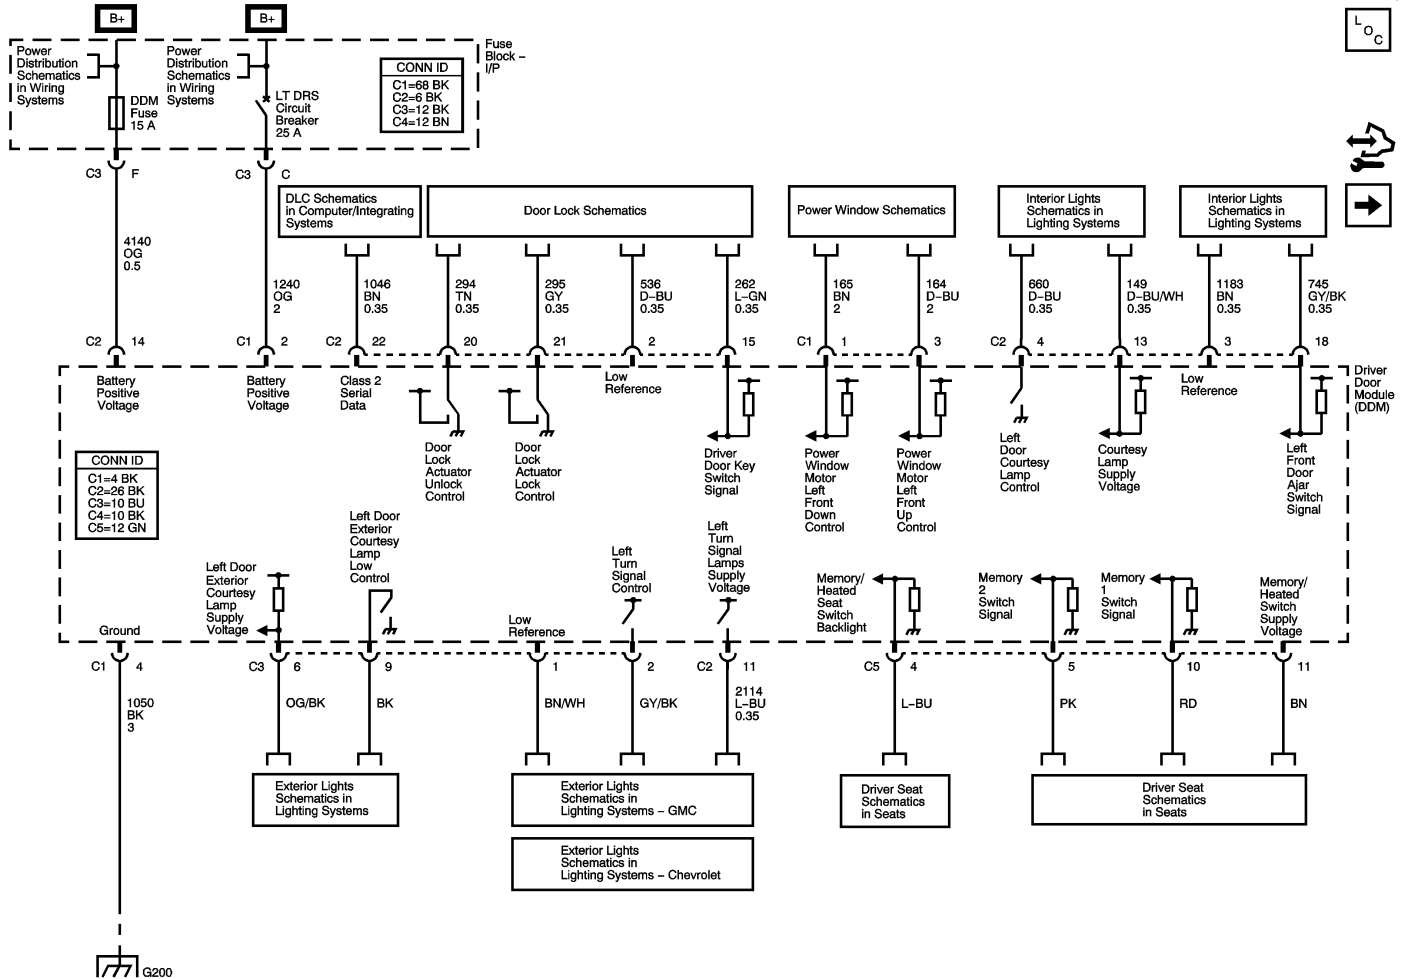 B+
B+
L
O
C
Power
Distribution
Schematics
in Wiring
Systems
DDM
Fuse
15 A
Power
Distribution
Schematics
in Wiring
Systems
LT DRS
Circuit
Breaker
25 A
CONN ID
C1=68 BK
C2=6 BK
C3=12 BK
C4=12 BN
Fuse
Block –
I/P
C3 F
C3 C
DLC Schematics
in Computer/Integrating
Systems
Door Lock Schematics
Power Window Schematics
Interior Lights
Schematics in
Lighting Systems
Interior Lights
Schematics in
Lighting Systems
4140
OG
0.5
1240
OG
2
1046
BN
0.35
294
TN
0.35
295
GY
0.35
536
D–BU
0.35
262
L–GN
0.35
165
BN
2
164
D–BU
2
660
D–BU
0.35
149
D–BU/WH
0.35
1183
BN
0.35
745
GY/BK
0.35
C2 14 C1 2 C2 22 20 21 2 15 C1 1 3 C2 4 13 3 18
Battery
Positive
Voltage
Battery
Positive
Voltage
Class 2
Serial
Data
Door
Lock
Actuator
Unlock
Control
Door
Lock
Actuator
Lock
Control
Low
Reference
Driver
Door Key
Switch
Signal
Power
Window
Motor
Left
Front
Down
Control
Power
Window
Motor
Left
Front
Up
Control
Left
Door
Courtesy
Lamp
Control
Courtesy
Lamp
Supply
Voltage
Low
Reference
Left
Front
Door
Ajar
Switch
Signal
Driver
Door
Module
(DDM)
CONN ID
C1=4 BK
C2=26 BK
C3=10 BU
C4=10 BK
C5=12 GN
Ground
Left Door
Exterior
Courtesy
Lamp
Supply
Voltage
Left Door
Exterior
Courtesy
Lamp
Low
Control
Low
Reference
Left
Turn
Signal
Control
Left
Turn
Signal
Lamps
Supply
Voltage
Memory/
Heated
Seat
Switch
Backlight
Memory
2
Switch
Signal
Memory
1
Switch
Signal
Memory/
Heated
Switch
Supply
Voltage
C1 4 C3 6 9 1 2 C2 11 C5 4 5 10 11
1050
BK
3
OG/BK
BK
BN/WH
GY/BK
2114
L–BU
0.35
L–BU
PK
RD
BN
Exterior Lights
Schematics in
Lighting Systems
Exterior Lights
Schematics in
Lighting Systems – GMC
Exterior Lights
Schematics in
Lighting Systems – Chevrolet
Driver Seat
Schematics
in Seats
Driver Seat
Schematics
in Seats
G200